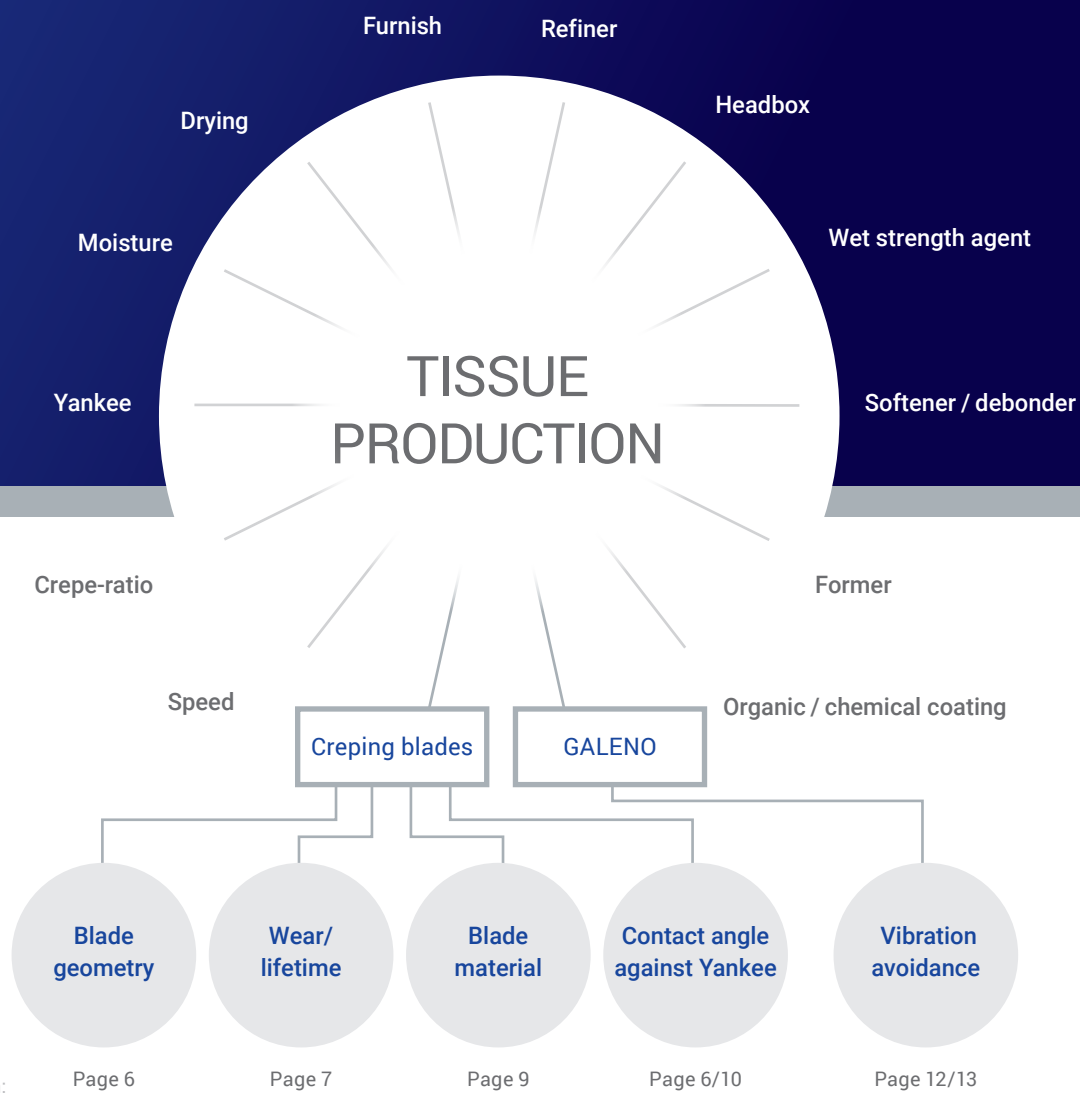 Furnish
Refiner
Drying
Headbox
Moisture
Wet strength agent
TISSUE
PRODUCTION
Yankee
Softener / debonder
Crepe-ratio
Former
Speed
Organic / chemical coating
Creping blades
GALENO
Blade
geometry
Wear/
lifetime
Blade
material
Contact angle
against Yankee
Vibration
avoidance
Page 6
Page 7
Page 9
Page 6/10
Page 12/13
: